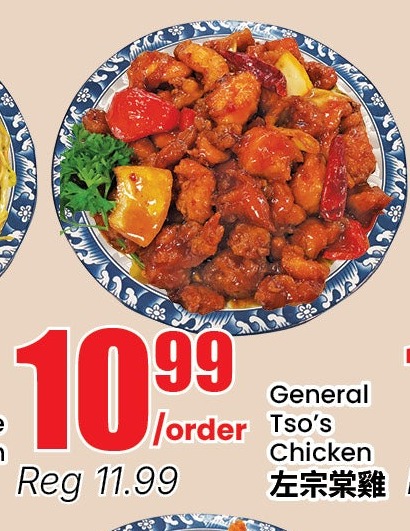 10.99
/order
Reg 11.99
General
Tso's
Chicken
左宗棠雞